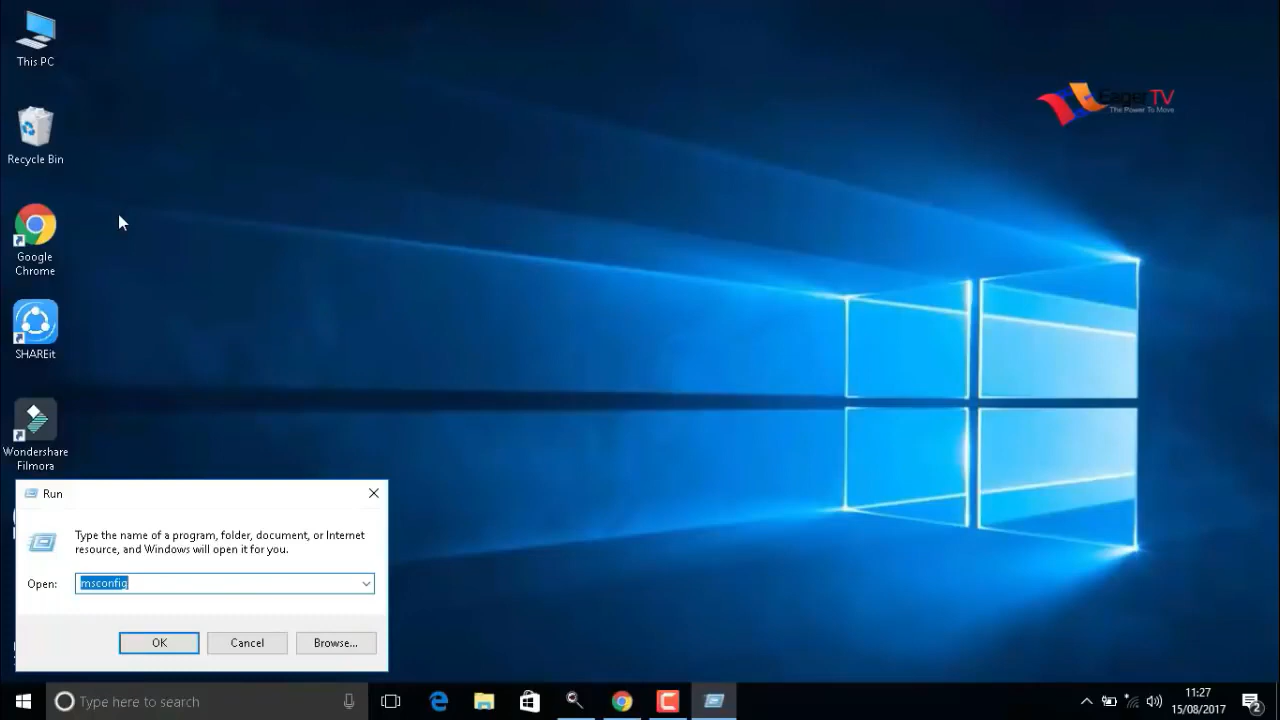 This PC
EagerTV
The Power To Move
Recycle Bin
Google
Chrome
SHAREit
Wondershare
Filmora
Run
Type the name of a program, folder, document, or Internet
resource, and Windows will open it for you.
Open:
msconfig
OK
Cancel
Browse...
Type here to search
11:27
15/08/2017
2